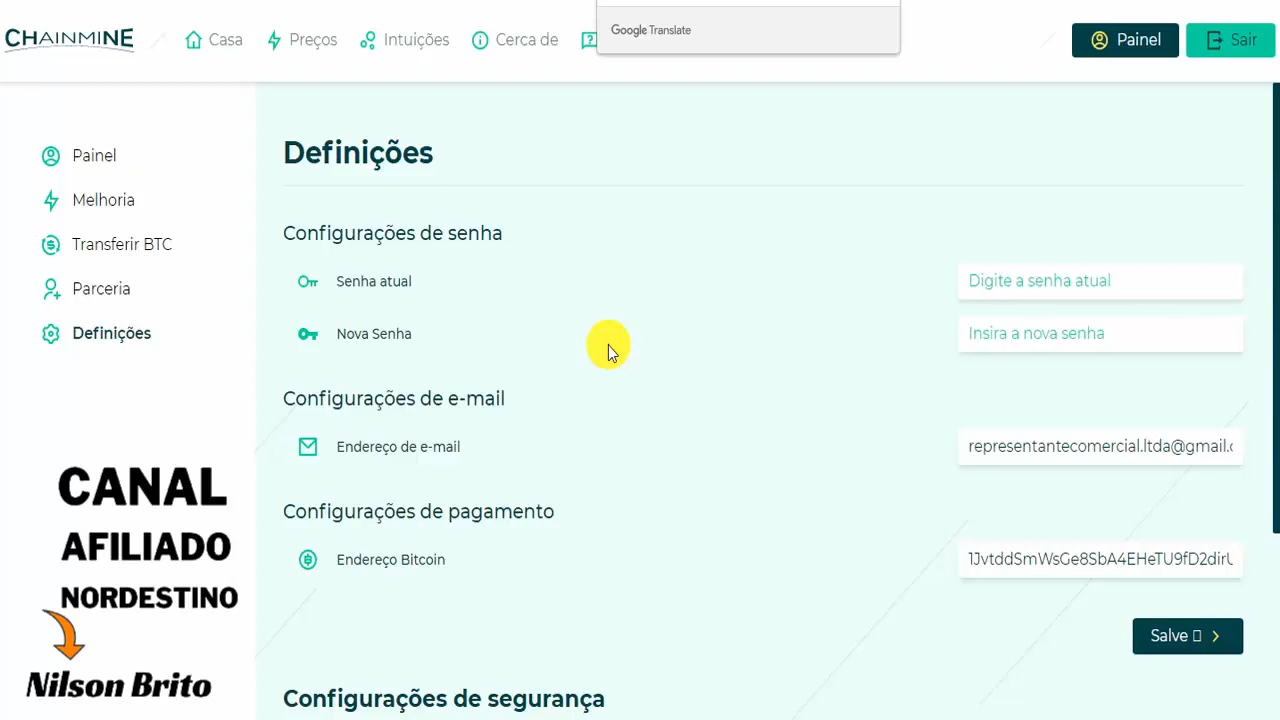 CHAINMINE
Casa
Preços
Intuições
Cerca de
Google Translate
Painel
Sair
Painel
Melhoria
Transferir BTC
Parceria
Definições
Definições
Configurações de senha
Senha atual
Digite a senha atual
Nova Senha
Insira a nova senha
Configurações de e-mail
Endereço de e-mail
representantecomercial.ltda@gmail.c
Configurações de pagamento
Endereço Bitcoin
1JvtddSmWsGe8SbA4EHeTU9fD2dirU
Salve
Configurações de segurança
CANAL
AFILIADO
NORDESTINO
Nilson Brito